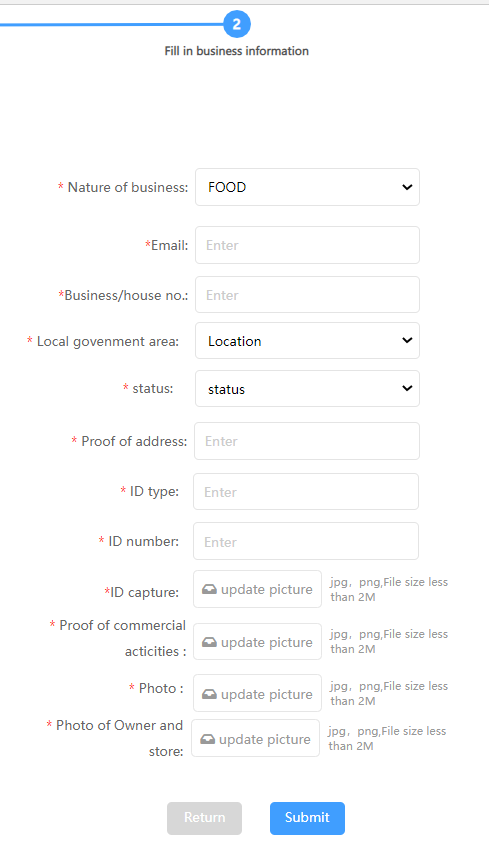 2
Fill in business information
* Nature of business: FOOD
*Email: Enter
*Business/house no.: Enter
* Local govenment area: Location
* status: status
* Proof of address: Enter
* ID type: Enter
* ID number: Enter
*ID capture: update picture jpg，png,File size less
than 2M
* Proof of commercial
acticities : update picture jpg，png,File size less
than 2M
* Photo : update picture jpg，png,File size less
than 2M
* Photo of Owner and
store: update picture jpg，png,File size less
than 2M
Return Submit